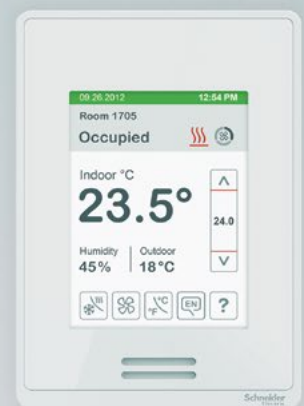 09.26.2012 12:54 PM
Room 1705
Occupied
Indoor °C
23.5°
24.0
Humidity Outdoor
45% 18°C
°C
°F
EN
?
Schneider